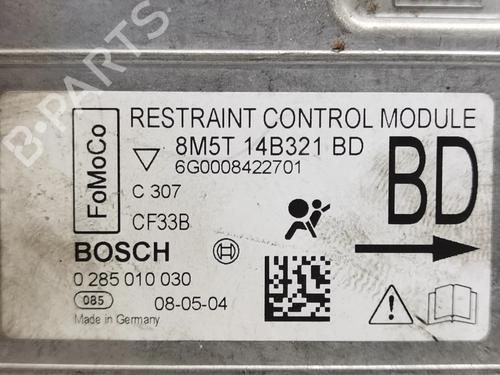 B-PARTS
RESTRAINT CONTROL MODULE
FoMoCo
8M5T 14B321 BD
6G0008422701
C 307
CF33B
BD
BOSCH
0 285 010 030
085
08-05-04
Made in Germany